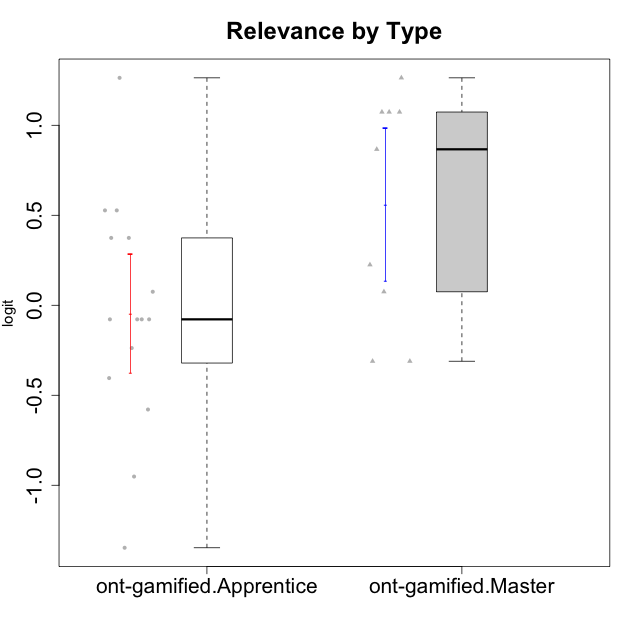 Relevance by Type
logit
1.0
0.5
0.0
-0.5
-1.0
ont-gamified.Apprentice
ont-gamified.Master